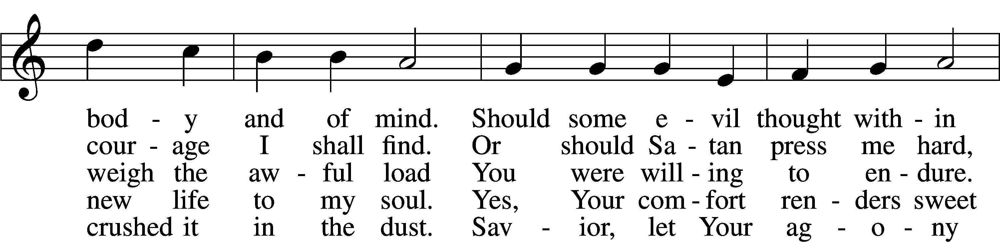 bod - y and of mind. Should some e - vil thought with - in
cour - age I shall find. Or should Sa - tan press me hard,
weigh the aw - ful load You were will - ing to en - dure.
new life to my soul. Yes, Your com - fort ren - ders sweet
crushed it in the dust. Sav - ior, let Your ag - o - ny